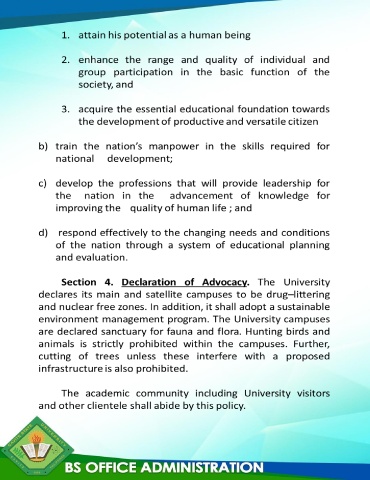 1. attain his potential as a human being
2. enhance the range and quality of individual and
group participation in the basic function of the
society, and
3. acquire the essential educational foundation towards
the development of productive and versatile citizen
b) train the nation's manpower in the skills required for
national development;
c) develop the professions that will provide leadership for
the nation in the advancement of knowledge for
improving the quality of human life ; and
d) respond effectively to the changing needs and conditions
of the nation through a system of educational planning
and evaluation.
Section 4. Declaration of Advocacy. The University
declares its main and satellite campuses to be drug–littering
and nuclear free zones. In addition, it shall adopt a sustainable
environment management program. The University campuses
are declared sanctuary for fauna and flora. Hunting birds and
animals is strictly prohibited within the campuses. Further,
cutting of trees unless these interfere with a proposed
infrastructure is also prohibited.
The academic community including University visitors
and other clientele shall abide by this policy.
BS OFFICE ADMINISTRATION